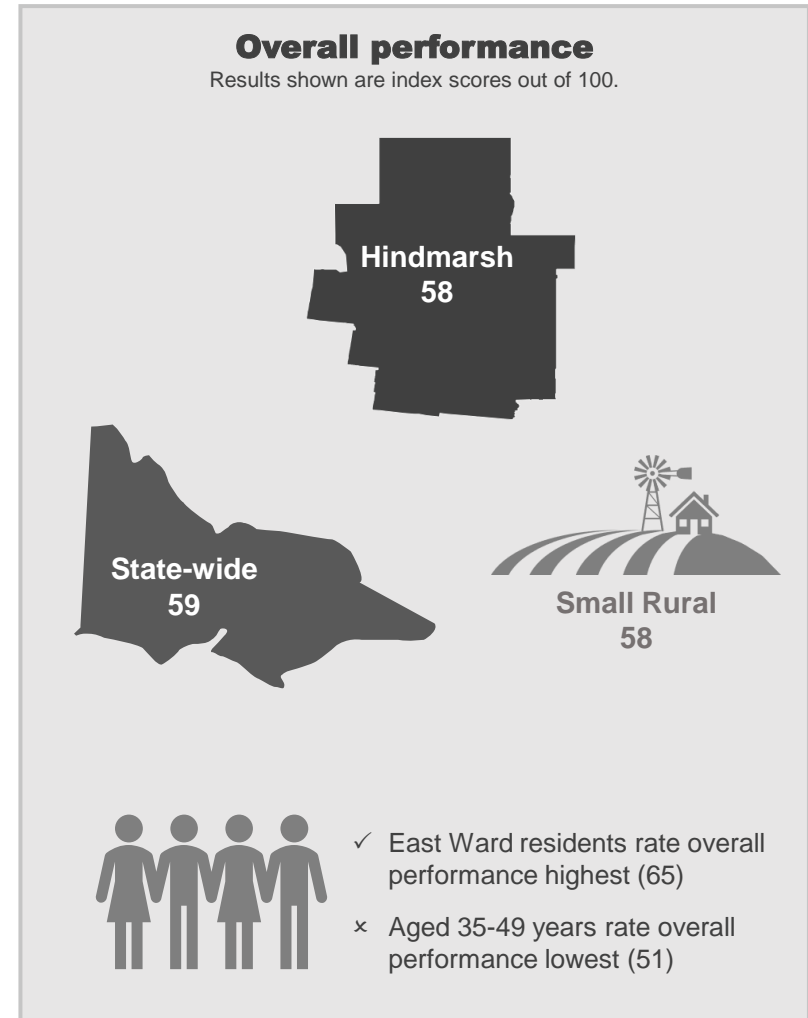 Overall performance
Results shown are index scores out of 100.
Hindmarsh
58
State-wide
59
Small Rural
58
✓ East Ward residents rate overall
performance highest (65)
× Aged 35-49 years rate overall
performance lowest (51)